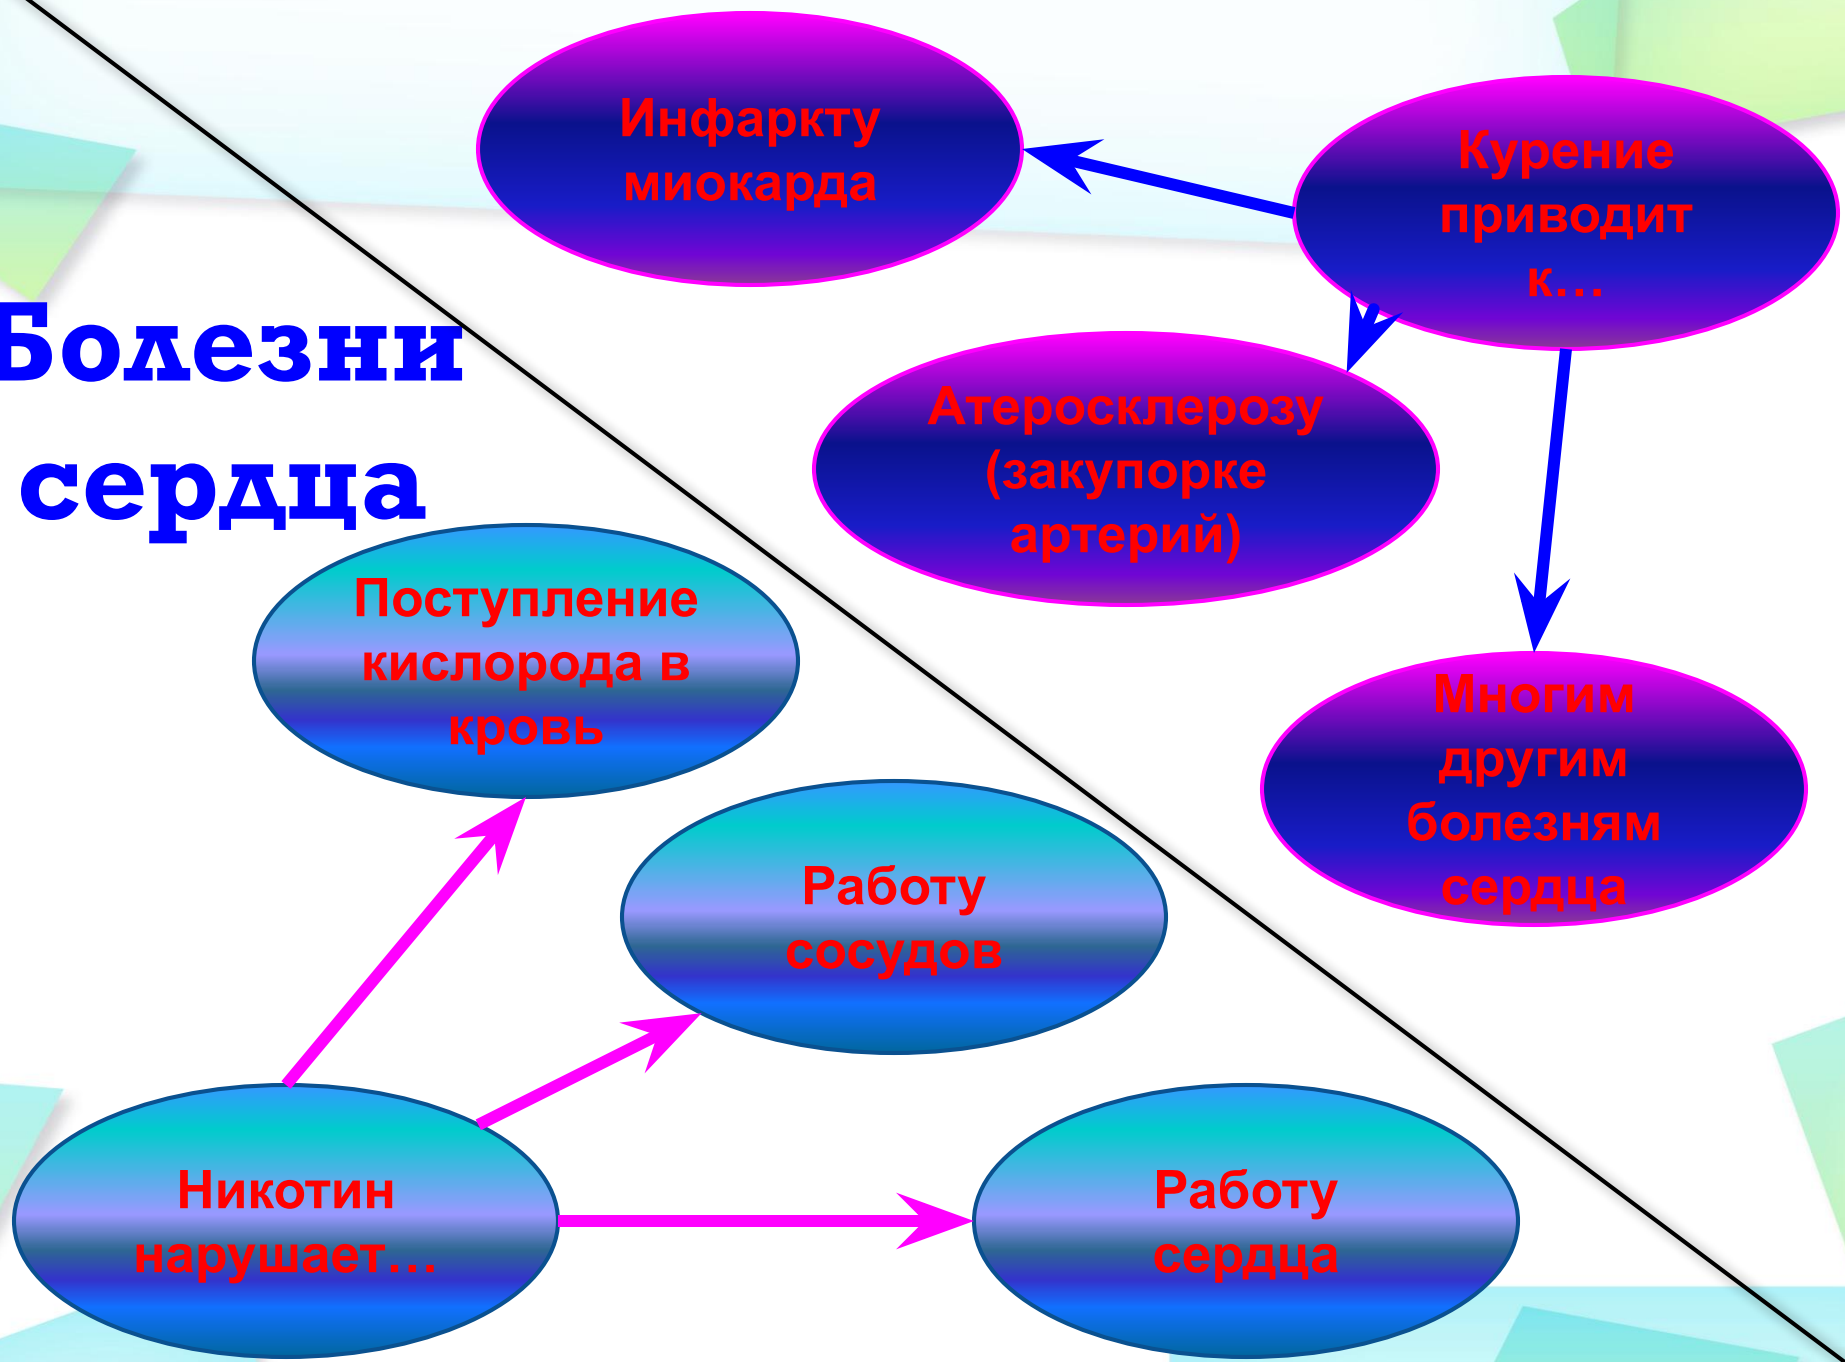 Болезни
сердца
Курение
приводит
к…
Инфаркту
миокарда
Атеросклерозу
(закупорке
артерий)
Многим
другим
болезням
сердца
Никотин
нарушает…
Поступление
кислорода в
кровь
Работу
сосудов
Работу
сердца